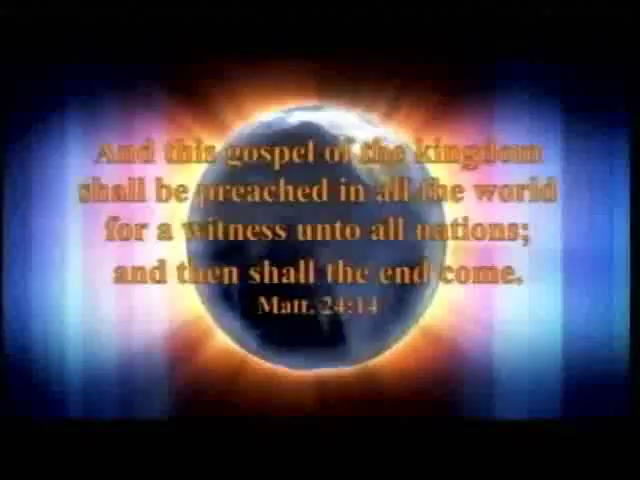 And this gospel of the kingdom
shall be preached in all the world
for a witness unto all nations;
and then shall the end come.
Matt. 24:14